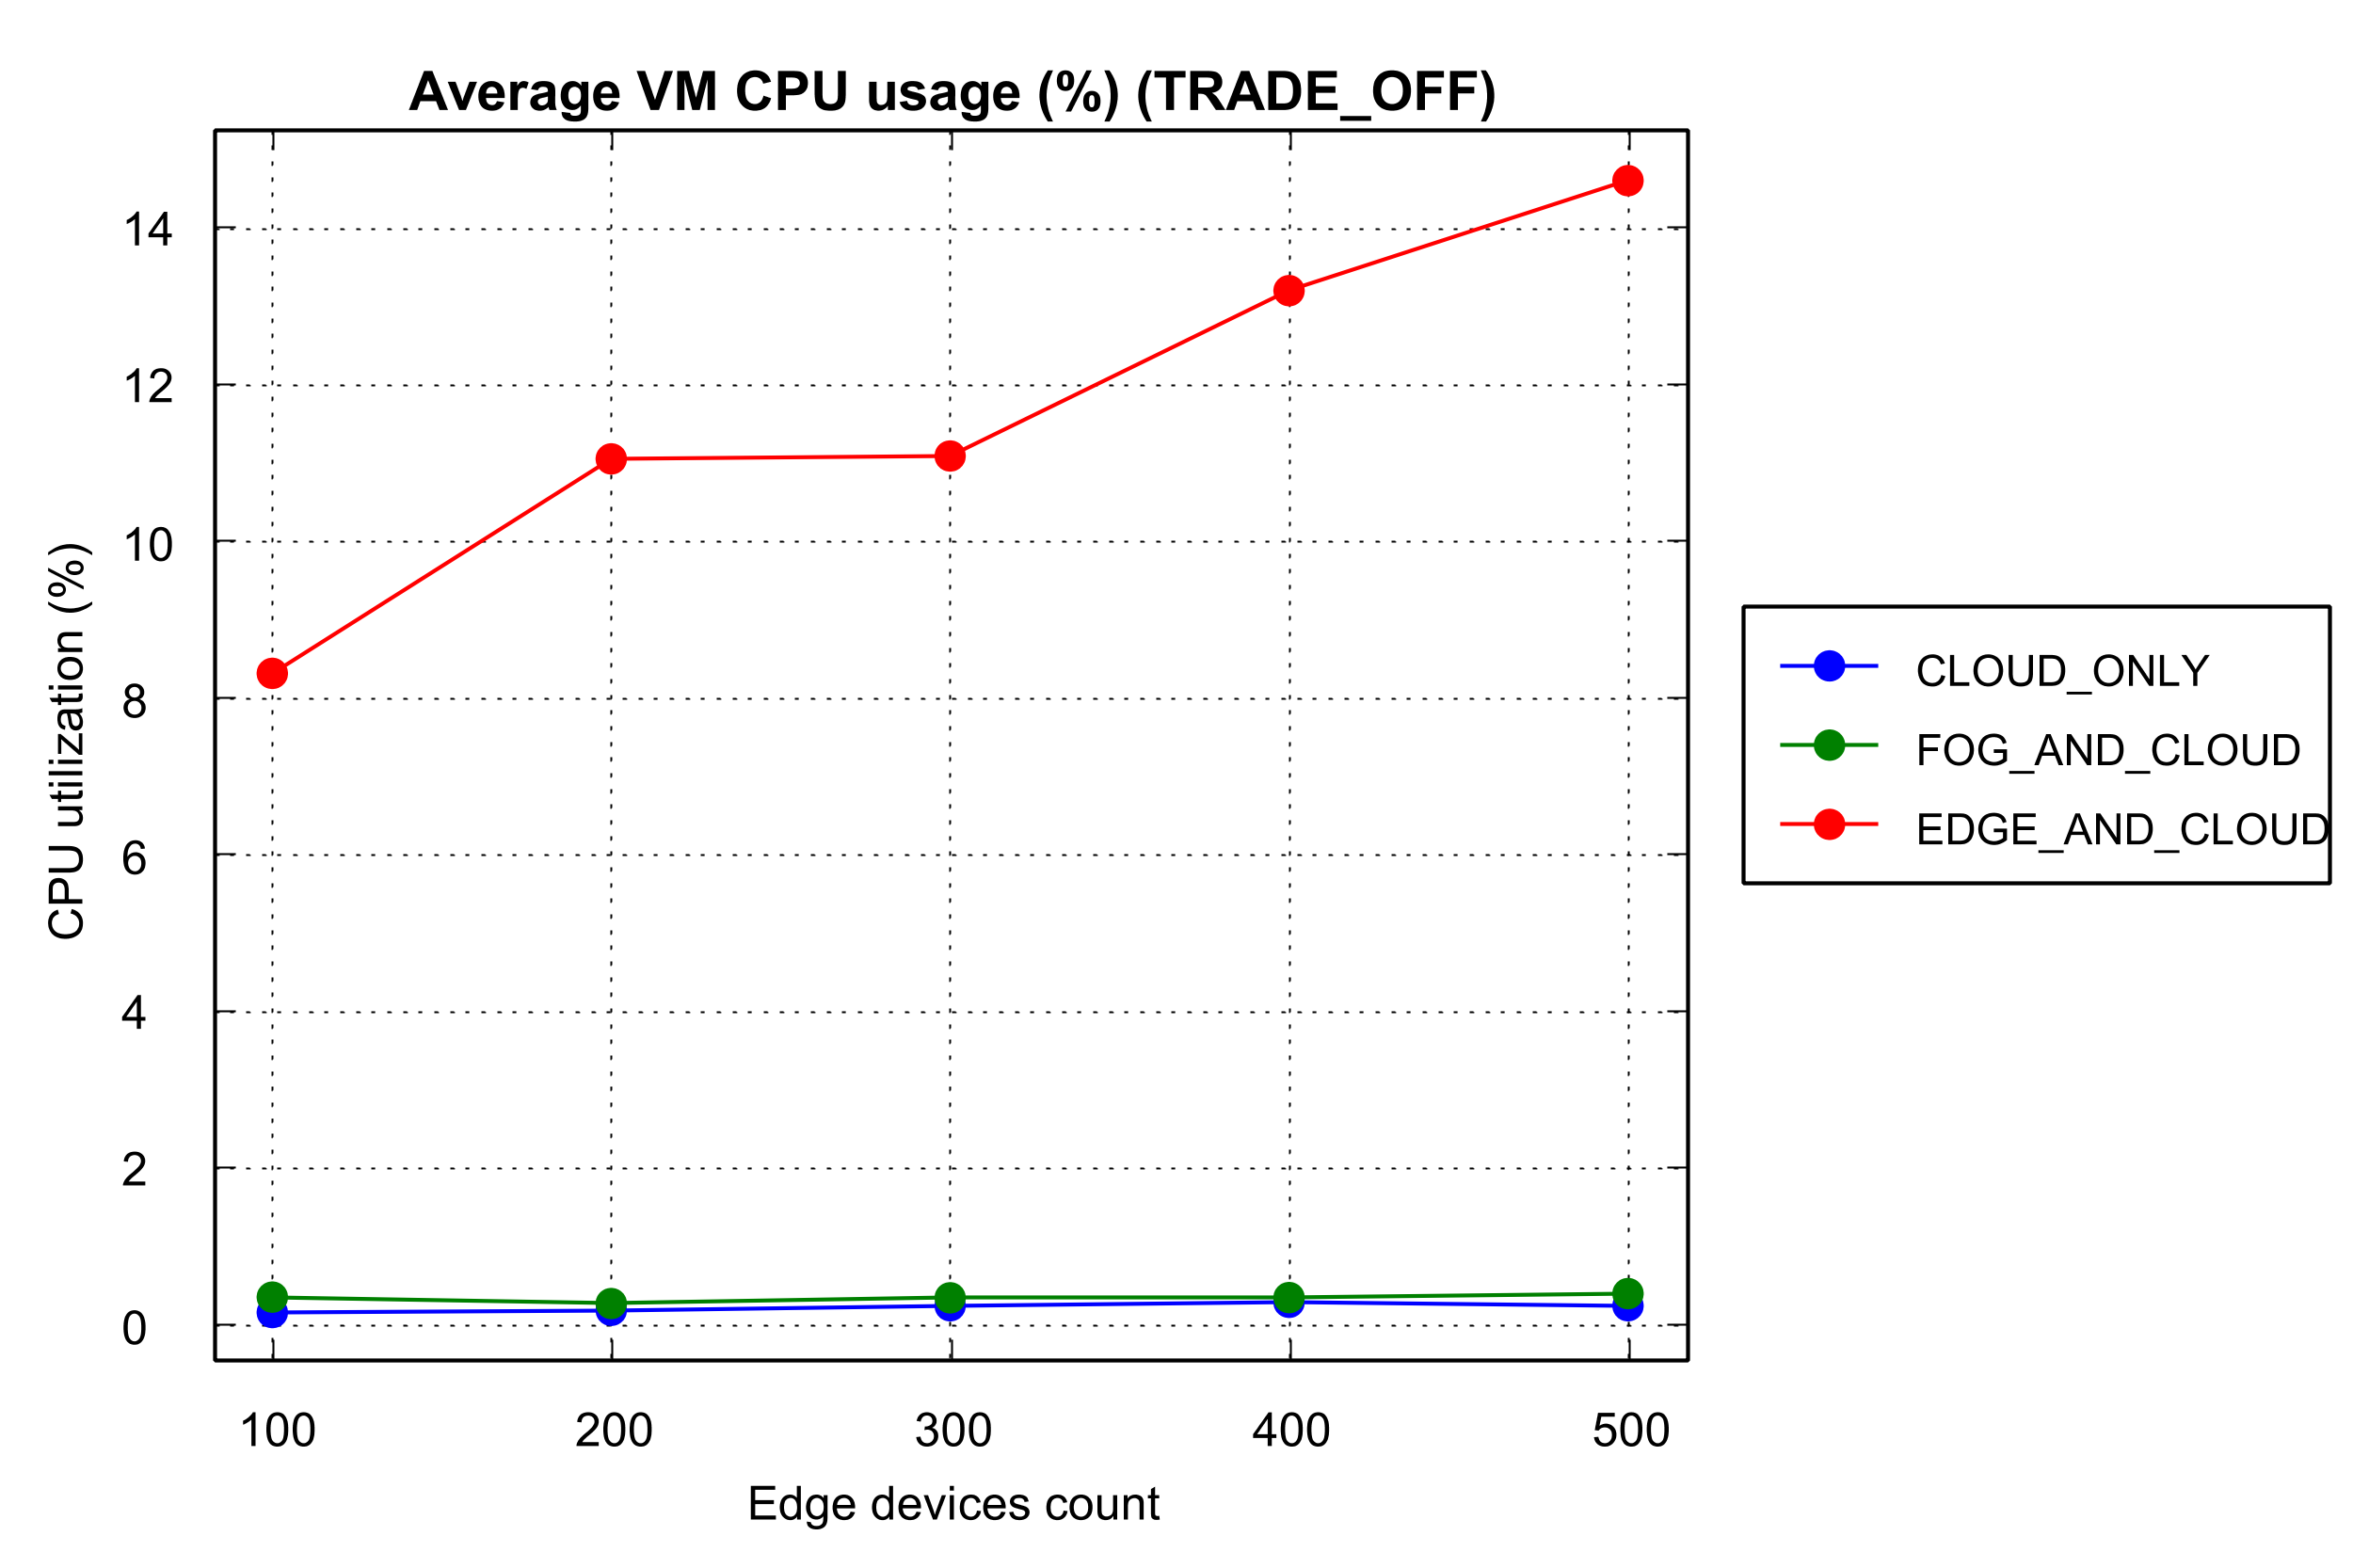 Average VM CPU usage (%) (TRADE_OFF)
CPU utilization (%)
14
12
10
8
6
4
2
0
100 200 300 400 500
Edge devices count
CLOUD_ONLY
FOG_AND_CLOUD
EDGE_AND_CLOUD